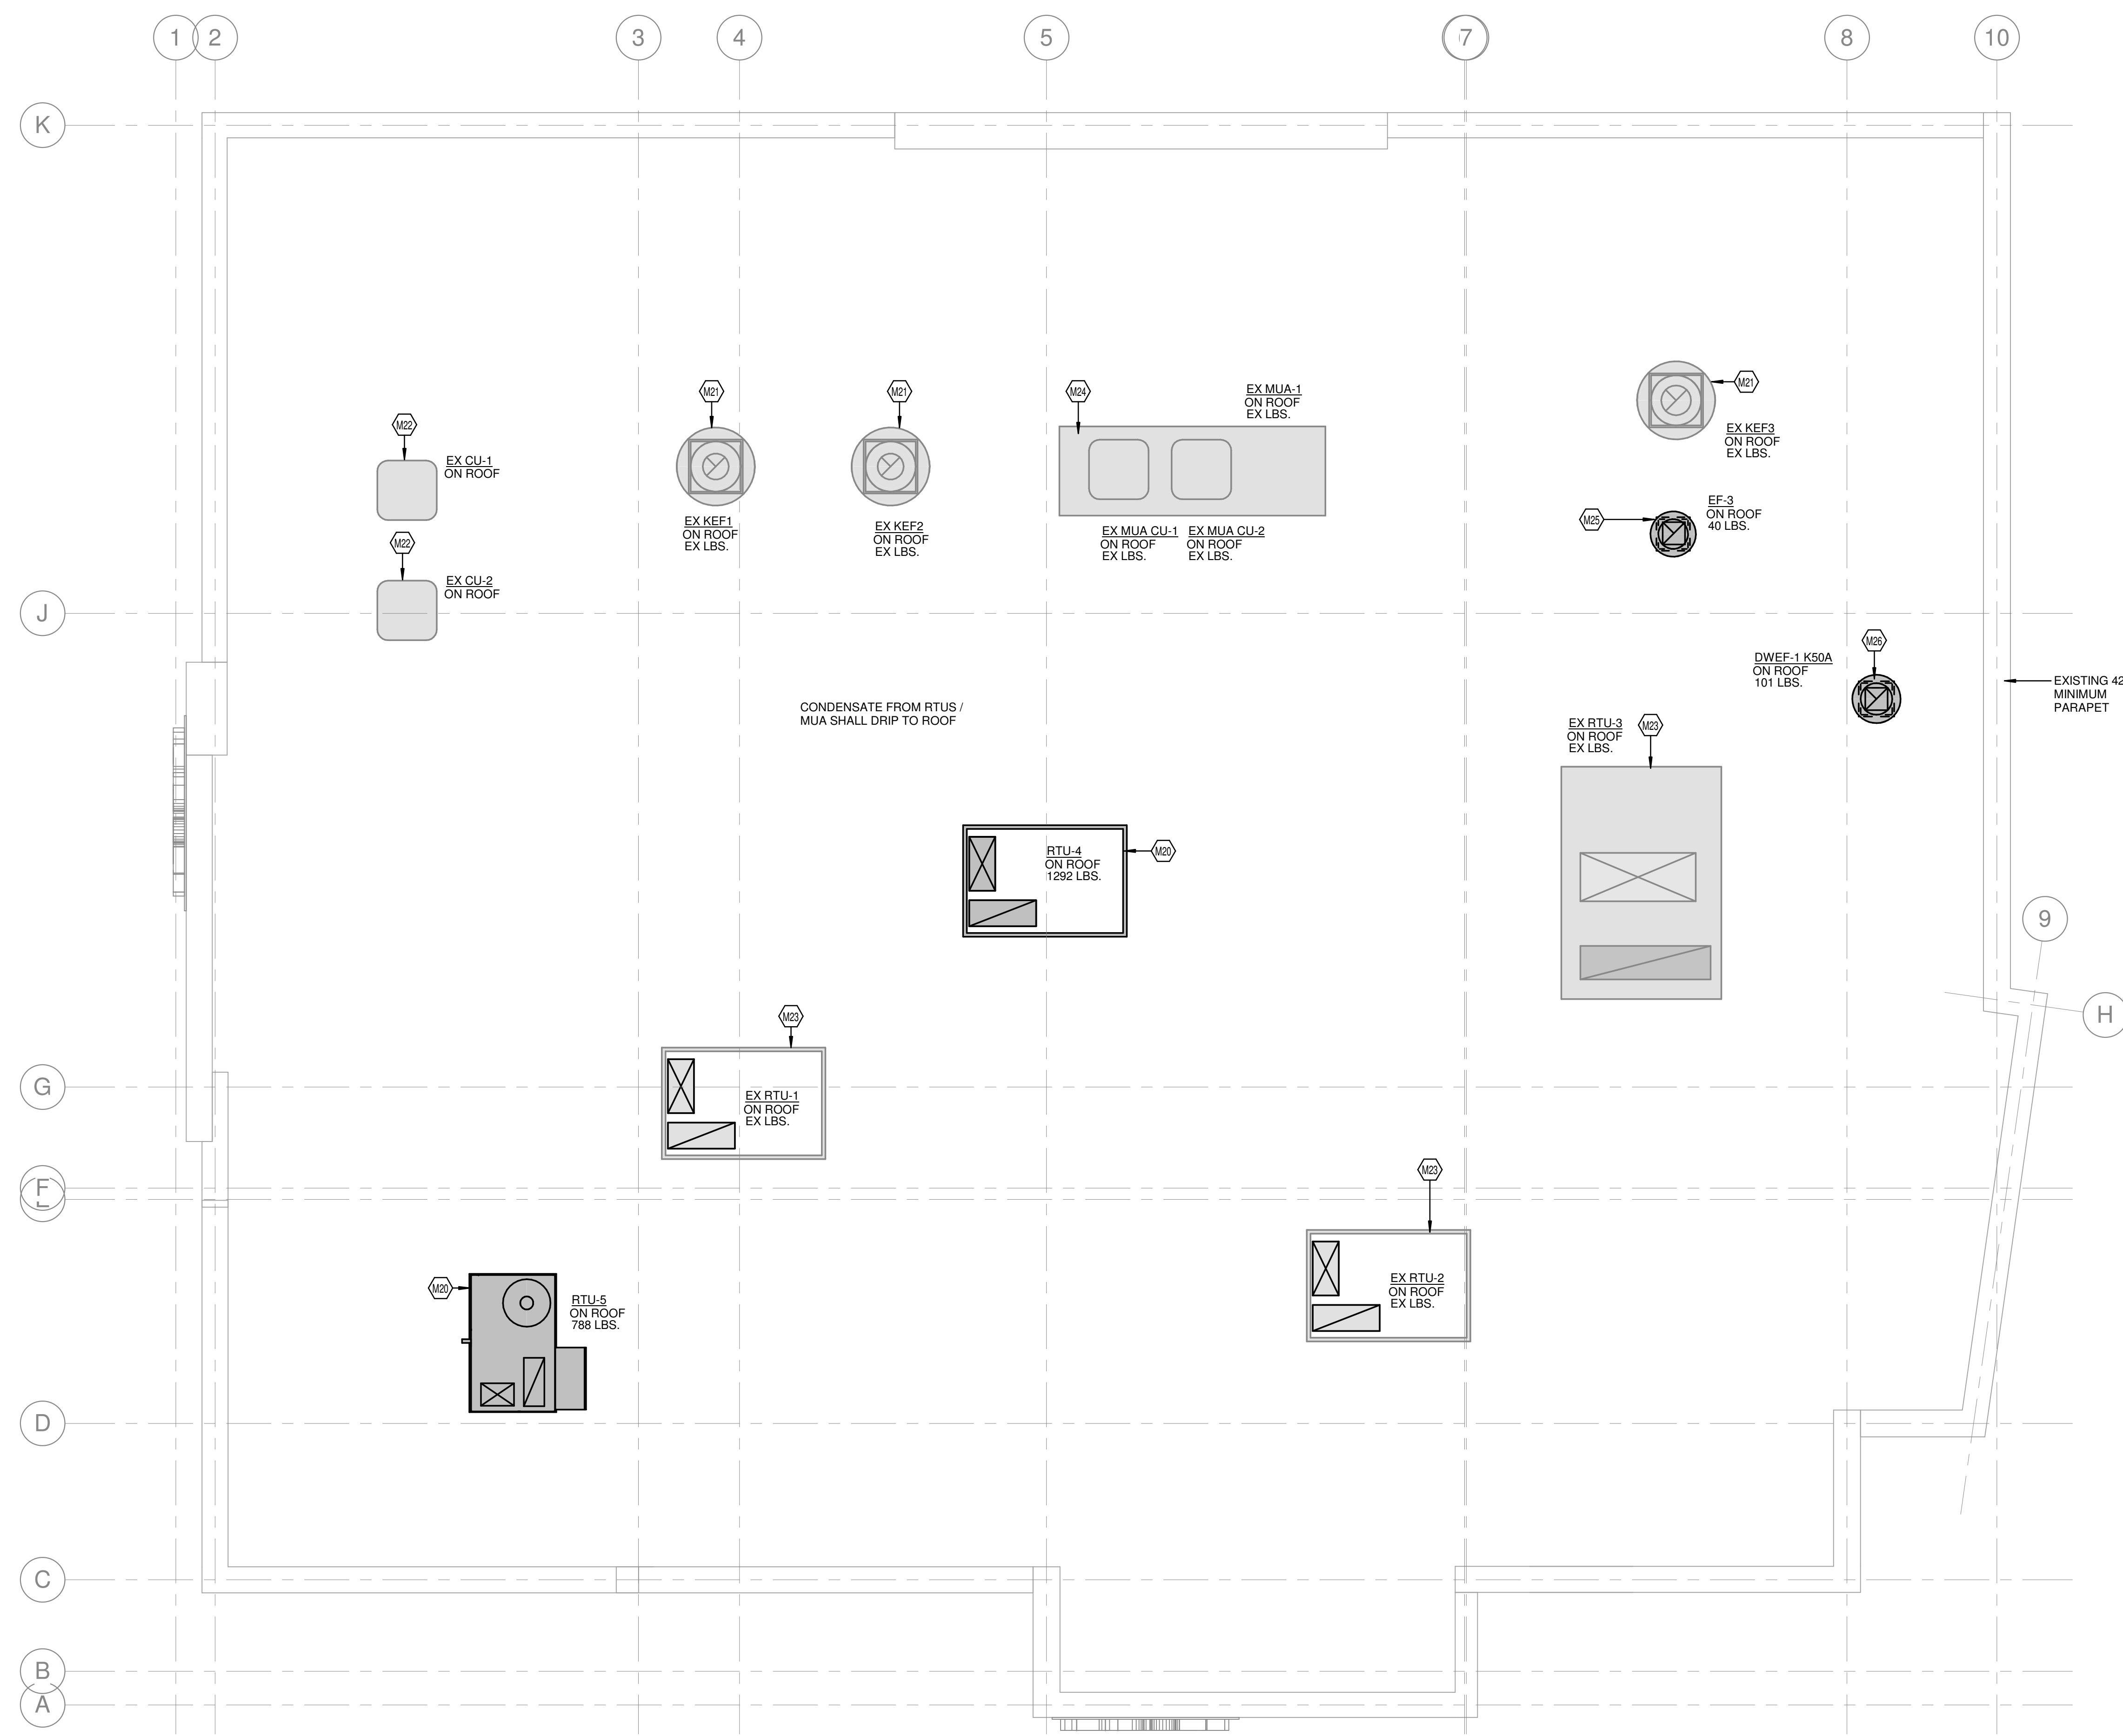 1
2
3
4
5
7
8
10
K
M21
M21
M24
EX MUA-1
ON ROOF
EX LBS.
M21
M22
EX KEF3
ON ROOF
EX LBS.
EX CU-1
ON ROOF
EX KEF1
ON ROOF
EX LBS.
EX KEF2
ON ROOF
EX LBS.
EX MUA CU-1
ON ROOF
EX LBS.
EX MUA CU-2
ON ROOF
EX LBS.
M25
EF-3
ON ROOF
40 LBS.
M22
EX CU-2
ON ROOF
J
M26
DWEF-1 K50A
ON ROOF
101 LBS.
EXISTING 42
MINIMUM
PARAPET
CONDENSATE FROM RTUS /
MUA SHALL DRIP TO ROOF
EX RTU-3
ON ROOF
EX LBS.
M23
RTU-4
ON ROOF
1292 LBS.
M20
9
H
M23
G
EX RTU-1
ON ROOF
EX LBS.
F
M23
M20
RTU-5
ON ROOF
788 LBS.
EX RTU-2
ON ROOF
EX LBS.
D
C
B
A